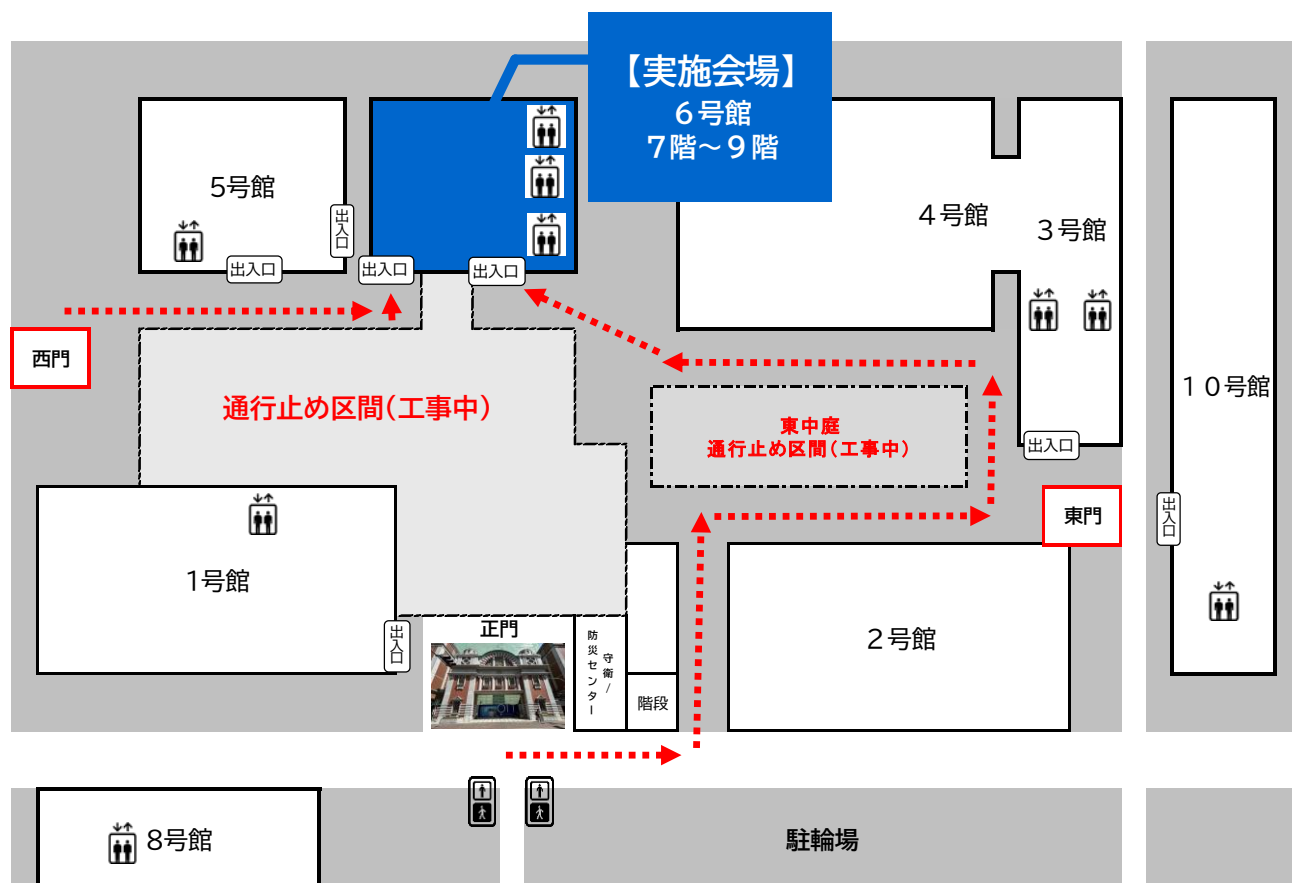 【実施会場】
6号館
7階～9階
5号館
出入口
出入口
出入口
出入口
4号館
3号館
出入口
10号館
出入口
西門
通行止め区間(工事中)
東中庭
通行止め区間(工事中)
東門
1号館
出入口
正門
守衛/
防災センター
階段
2号館
8号館
駐輪場